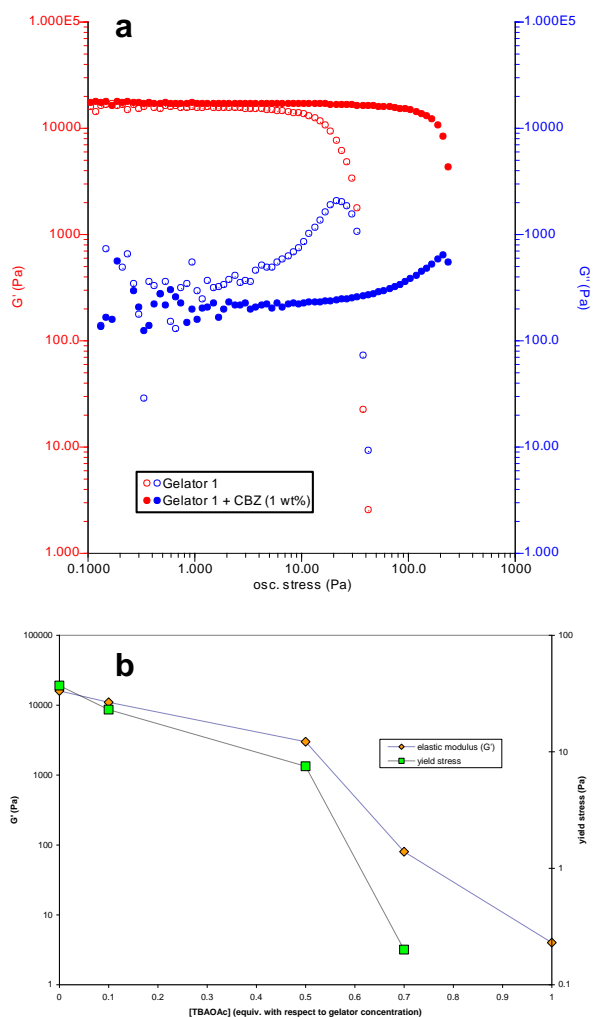 a
1.000E5
10000
1000
100.0
10.00
1.000
G' (Pa)
1.000E5
10000
1000
100.0
10.00
1.000
G'' (Pa)
Gelator 1
Gelator 1 + CBZ (1 wt%)
0.1000 1.000 10.00 100.0 1000
osc. stress (Pa)
b
100000
10000
1000
100
10
1
G' (Pa)
100
10
1
0.1
yield stress (Pa)
elastic modulus (G')
yield stress
0 0.1 0.2 0.3 0.4 0.5 0.6 0.7 0.8 0.9 1
[TBAOAc] (equiv. with respect to gelator concentration)